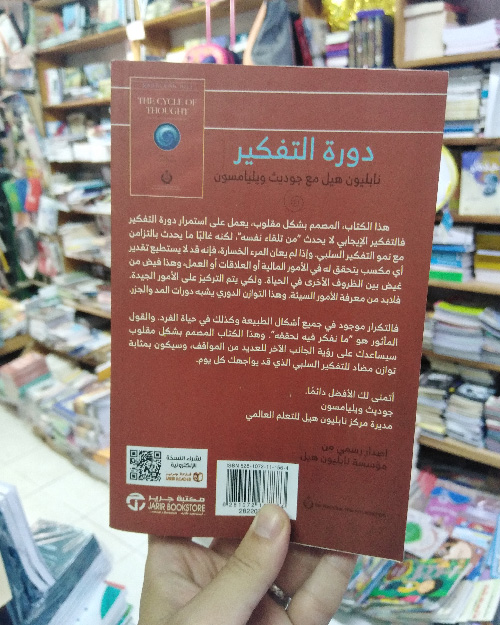 THE CYCLE OF
THOUGHT
دورة التفكير
نابليون هيل مع جوديث ويليامسون
هذا الكتاب، المصمم بشكل مقلوب، يعمل على استمرار دورة التفكير
فالتفكير الإيجابي لا يحدث "من تلقاء نفسه"، لكنه غالبًا ما يحدث بالتزامن
مع نمو التفكير السلبي. وإذا لم يعان المرء الخسارة، فإنه قد لا يستطيع تقدير
أي مكسب يتحقق له في الأمور المالية أو العلاقات أو العمل، وهذا فيض من
غيض بين الظروف الأخرى في الحياة. ولكي يتم التركيز على الأمور الجيدة،
فلابد من معرفة الأمور السيئة. وهذا التوازن الدوري يشبه دورات المد والجزر.
فالتكرار موجود في جميع أشكال الطبيعة وكذلك في حياة الفرد. والقول
المأثور هو "ما نفكر فيه نحققه". وهذا الكتاب المصمم بشكل مقلوب
سيساعدك على رؤية الجانب الآخر للعديد من المواقف، وسيكون بمثابة
توازن مضاد للتفكير السلبي الذي قد يواجهك كل يوم.
أتمنى لك الأفضل دائمًا.
جوديث ويليامسون
مديرة مركز نابليون هيل للتعلم العالمي
إصدار رسمي من
مؤسسة نابليون هيل
لشراء النسخة
الإلكترونية
مكتبة جرير
JARIR BOOKSTORE